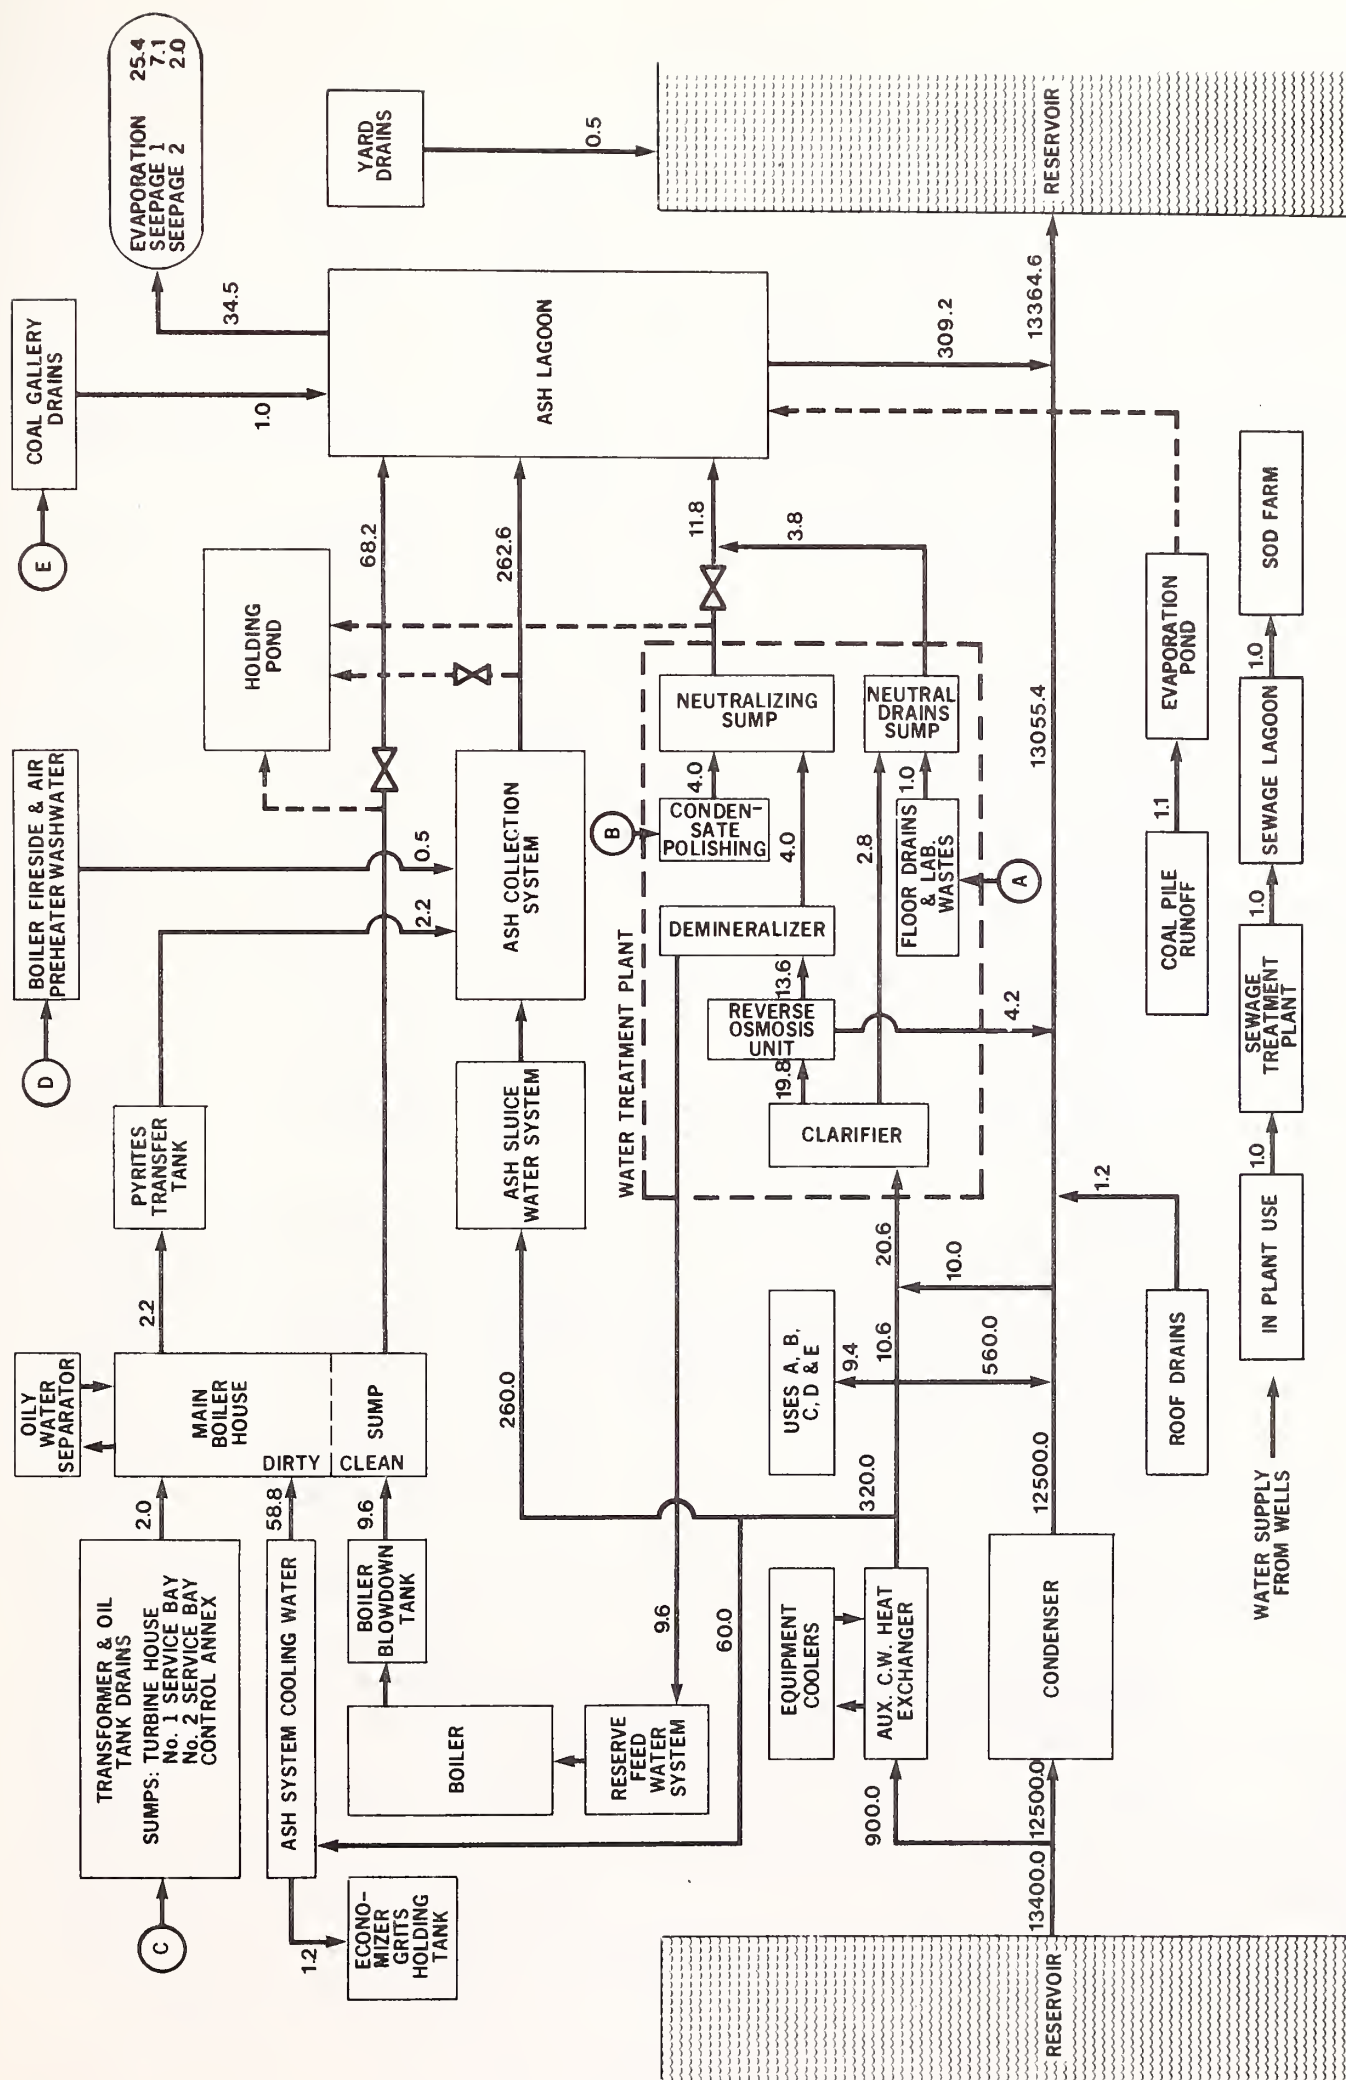 EVAPORATION 25.4
SEEPAGE 1 7.1
SEEPAGE 2 2.0
COAL GALLERY
DRAINS
E
34.5
1.0
YARD
DRAINS
0.5
RESERVOIR
ASH LAGOON
309.2
13364.6
68.2
262.6
11.8
3.8
HOLDING
POND
BOILER FIRESIDE & AIR
PREHEATER WASHWATER
D
0.5
2.2
ASH COLLECTION
SYSTEM
ASH SLUICE
WATER SYSTEM
PYRITES
TRANSFER
TANK
2.2
OILY
WATER
SEPARATOR
MAIN
BOILER
HOUSE
DIRTY
SUMP
CLEAN
2.0
58.8
9.6
260.0
TRANSFORMER & OIL
TANK DRAINS
SUMPS: TURBINE HOUSE
No. 1 SERVICE BAY
No. 2 SERVICE BAY
CONTROL ANNEX
C
ASH SYSTEM COOLING WATER
1.2
ECONO-
MIZER
GRITS
HOLDING
TANK
BOILER
BLOWDOWN
TANK
BOILER
RESERVE
FEED
WATER
SYSTEM
9.6
60.0
WATER TREATMENT PLANT
NEUTRALIZING
SUMP
4.0
B
CONDEN-
SATE
POLISHING
4.0
DEMINERALIZER
13.6
REVERSE
OSMOSIS
UNIT
19.8
4.2
CLARIFIER
2.8
NEUTRAL
DRAINS
SUMP
1.0
FLOOR DRAINS
& LAB.
WASTES
A
20.6
10.6
10.0
USES A, B,
C, D & E
9.4
560.0
320.0
EQUIPMENT
COOLERS
AUX. C.W. HEAT
EXCHANGER
900.0
CONDENSER
12500.0
12500.0
13400.0
RESERVOIR
13055.4
1.2
ROOF DRAINS
COAL PILE
RUNOFF
1.1
EVAPORATION
POND
WATER SUPPLY
FROM WELLS
IN PLANT USE
1.0
SEWAGE
TREATMENT
PLANT
1.0
SEWAGE LAGOON
1.0
SOD FARM